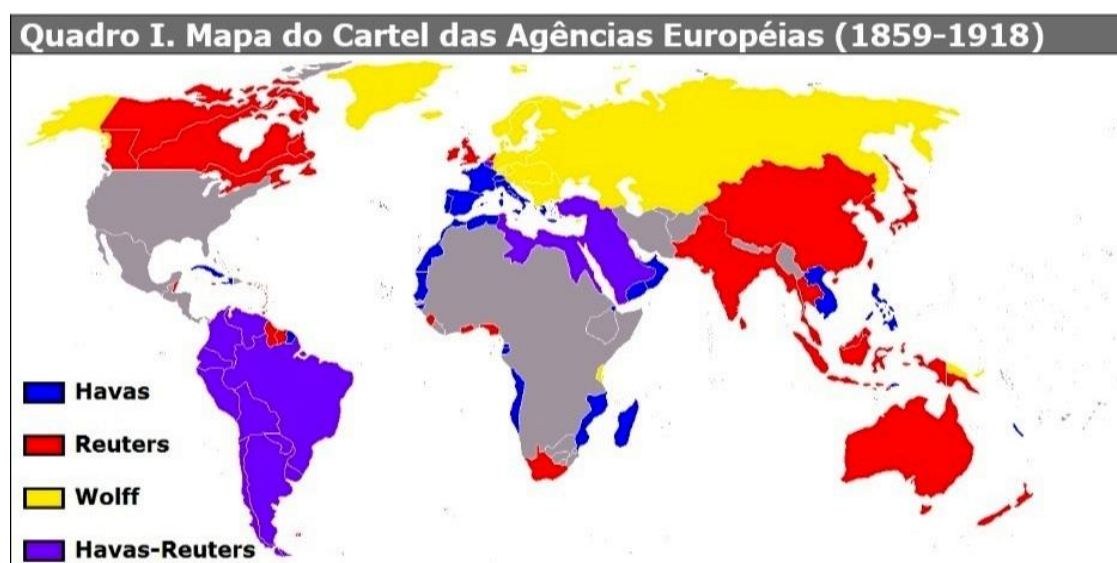 Quadro I. Mapa do Cartel das Agências Européias (1859-1918)
Havas
Reuters
Wolff
Havas-Reuters